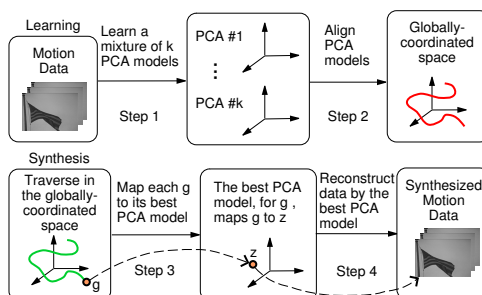 Learning
Motion
Data
Learn a
mixture of k
PCA models
Step 1
PCA #1
⋮
PCA #k
Align
PCA
models
Step 2
Globally-
coordinated
space
Synthesis
Traverse in
the globally-
coordinated
space
g
Map each g
to its best
PCA model
Step 3
The best PCA
model, for g ,
maps g to z
z
Reconstruct
data by the
best PCA
model
Step 4
Synthesized
Motion
Data